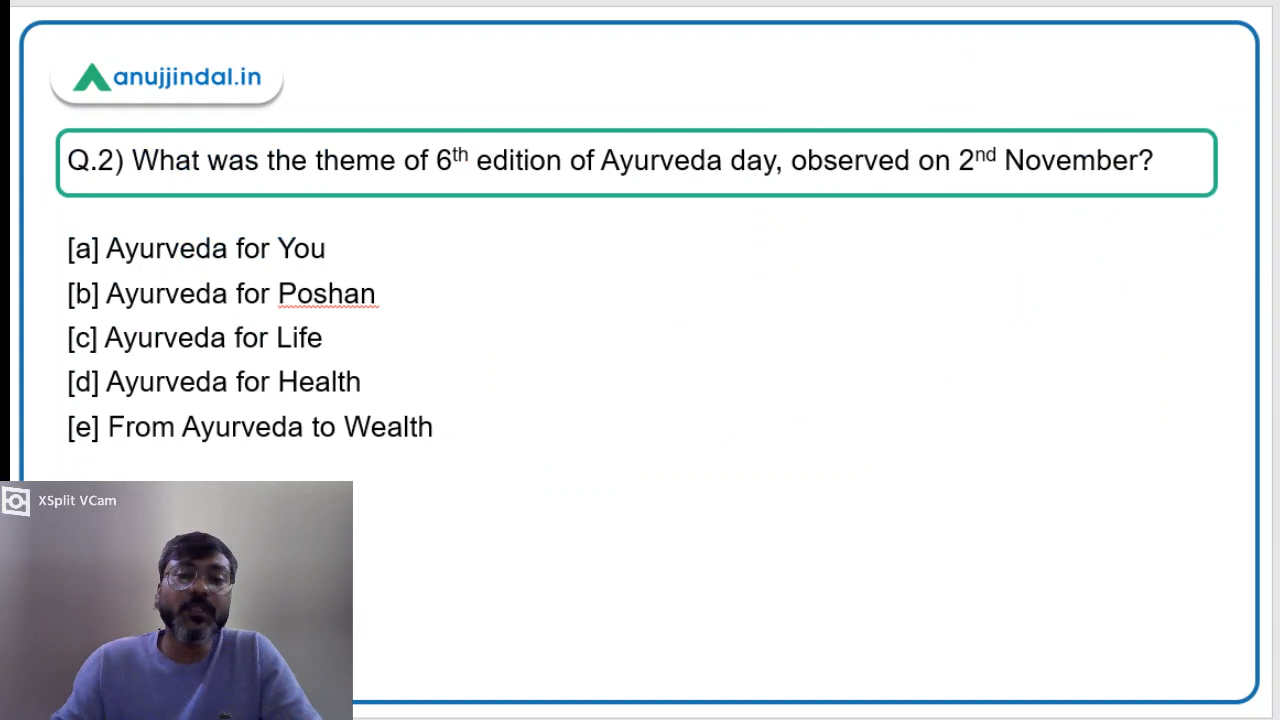 anujjindal.in
Q.2) What was the theme of 6th edition of Ayurveda day, observed on 2nd November?
[a] Ayurveda for You
[b] Ayurveda for Poshan
[c] Ayurveda for Life
[d] Ayurveda for Health
[e] From Ayurveda to Wealth
XSplit VCam